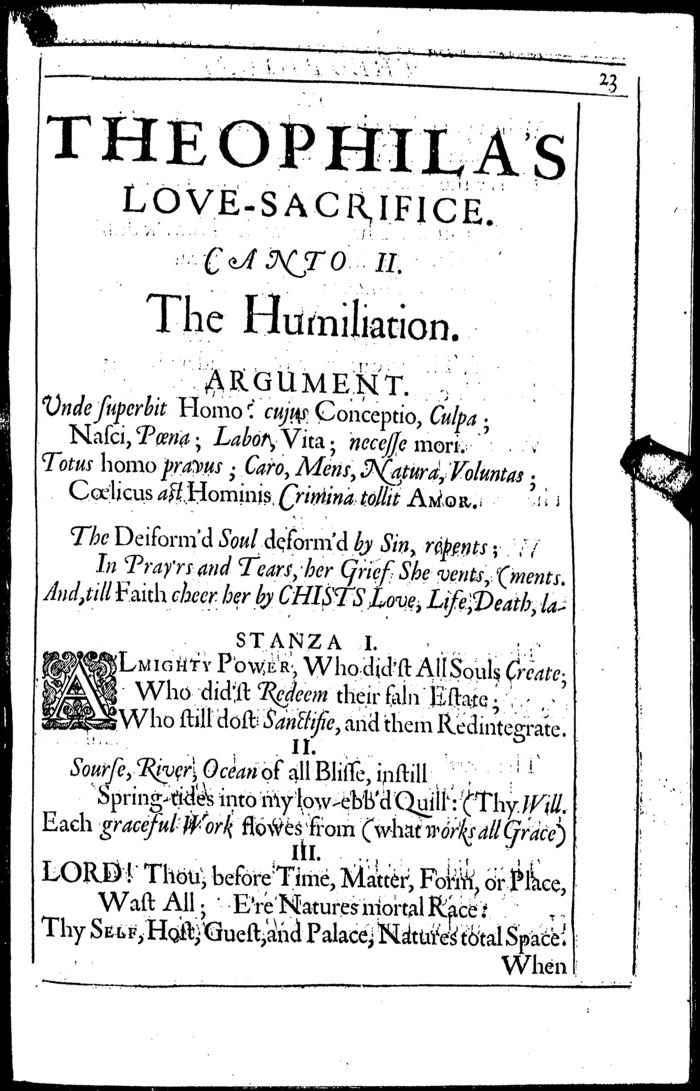 23
THEOPHILA'S
LOVE-SACRIFICE.
CANTO II.
The Humiliation.
ARGUMENT.
Unde ſuperbit Homo? cujus Conceptio, Culpa;
Naſci, Pœna; Labor, Vita; neceſſe mori.
Totus homo pravus; Caro, Mens, Natura, Voluntas;
Cœlicus aſt Hominis Crimina tollit AMOR.
The Deiform'd Soul deform'd by Sin, repents;
In Pray'rs and Tears, her Grief She vents, (ments.
And, till Faith cheer her by CHISTS Love, Life, Death, la-
STANZA I.
ALMIGHTY POWER, Who did'ſt All Souls Create;
Who did'ſt Redeem their faln Eſtate;
Who ſtill doſt Sanctifie, and them Redintegrate.
II.
Sourſe, River, Ocean of all Bliſſe, inſtill
Spring-tides into my low-ebb'd Quill: (Thy Will.
Each graceful Work flowes from (what works all Grace)
III.
LORD! Thou, before Time, Matter, Form, or Place,
Waſt All; E're Natures mortal Race:
Thy SELF, Hoſt, Gueſt, and Palace, Natures total Space.
When